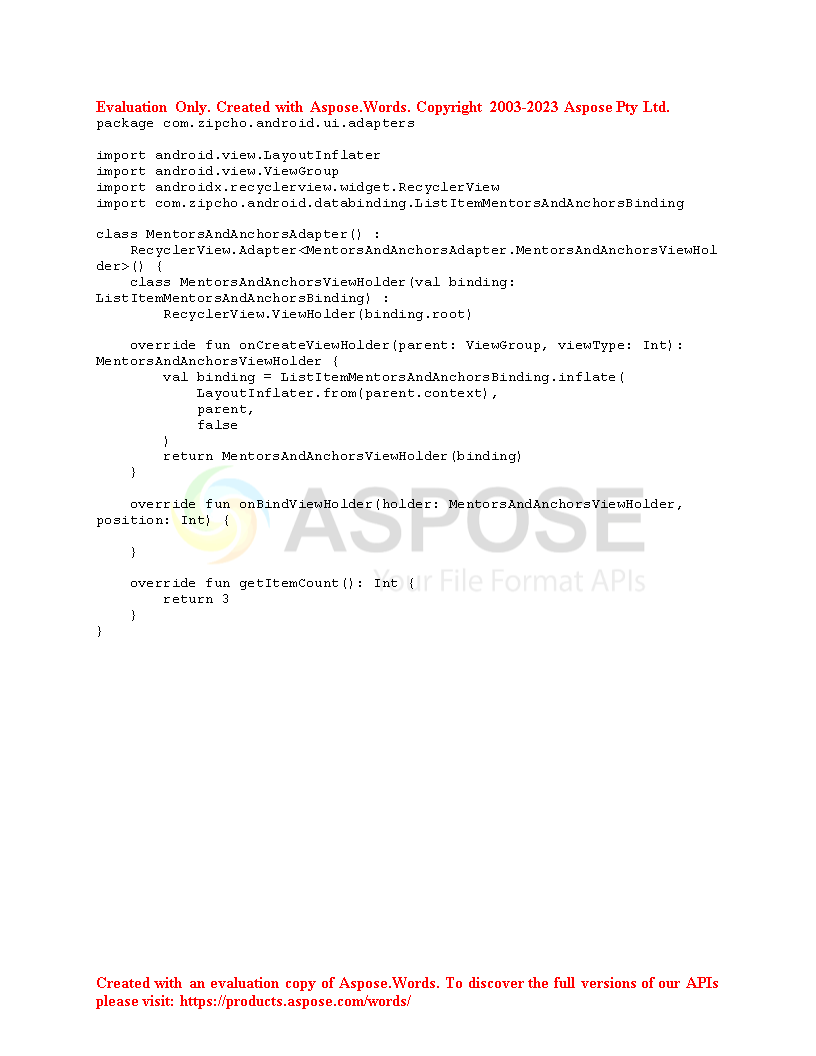 Evaluation Only. Created with Aspose.Words. Copyright 2003-2023 Aspose Pty Ltd.
package com.zipcho.android.ui.adapters

import android.view.LayoutInflater
import android.view.ViewGroup
import androidx.recyclerview.widget.RecyclerView
import com.zipcho.android.databinding.ListItemMentorsAndAnchorsBinding

class MentorsAndAnchorsAdapter() :
    RecyclerView.Adapter<MentorsAndAnchorsAdapter.MentorsAndAnchorsViewHol
der>() {
    class MentorsAndAnchorsViewHolder(val binding:
ListItemMentorsAndAnchorsBinding) :
        RecyclerView.ViewHolder(binding.root)

    override fun onCreateViewHolder(parent: ViewGroup, viewType: Int):
MentorsAndAnchorsViewHolder {
        val binding = ListItemMentorsAndAnchorsBinding.inflate(
            LayoutInflater.from(parent.context),
            parent,
            false
        )
        return MentorsAndAnchorsViewHolder(binding)
    }

    override fun onBindViewHolder(holder: MentorsAndAnchorsViewHolder,
position: Int) {

    }

    override fun getItemCount(): Int {
        return 3
    }
}
ASPOSE
Your File Format APIs
Created with an evaluation copy of Aspose.Words. To discover the full versions of our APIs
please visit: https://products.aspose.com/words/